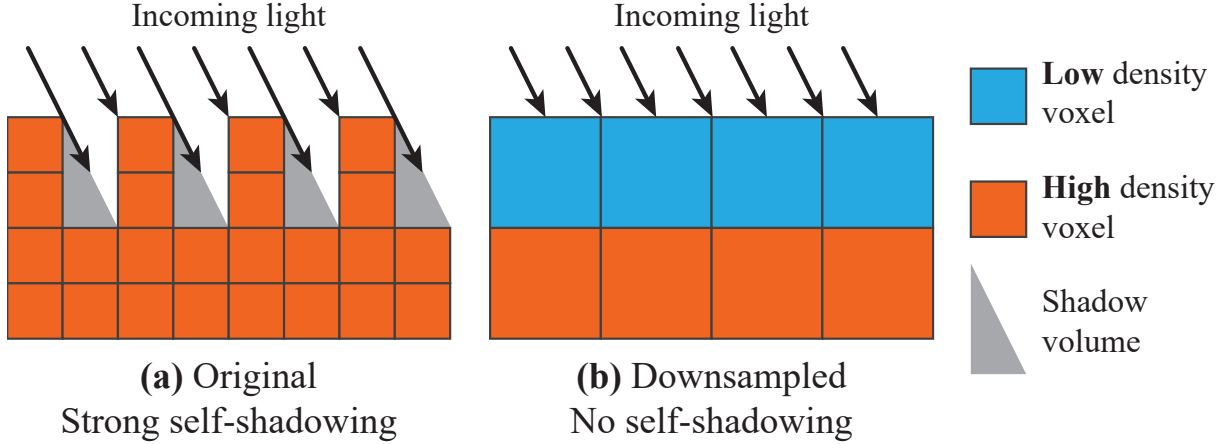 Incoming light
Incoming light
Low density
voxel
High density
voxel
Shadow
volume
(a) Original
Strong self-shadowing
(b) Downsampled
No self-shadowing